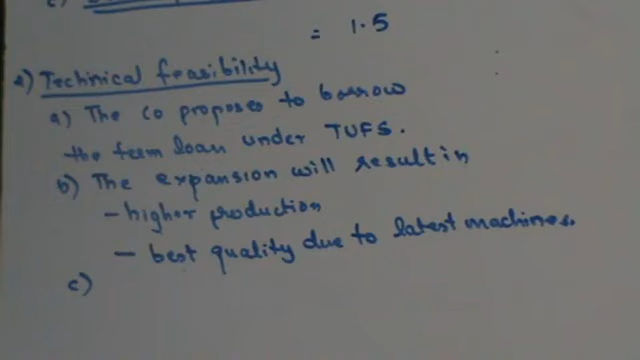 c)
= 1.5
2) Technical feasibility
a) The co proposes to borrow
the term loan under TUFS.
b) The expansion will result in
- higher production
- best quality due to latest machines.
c)